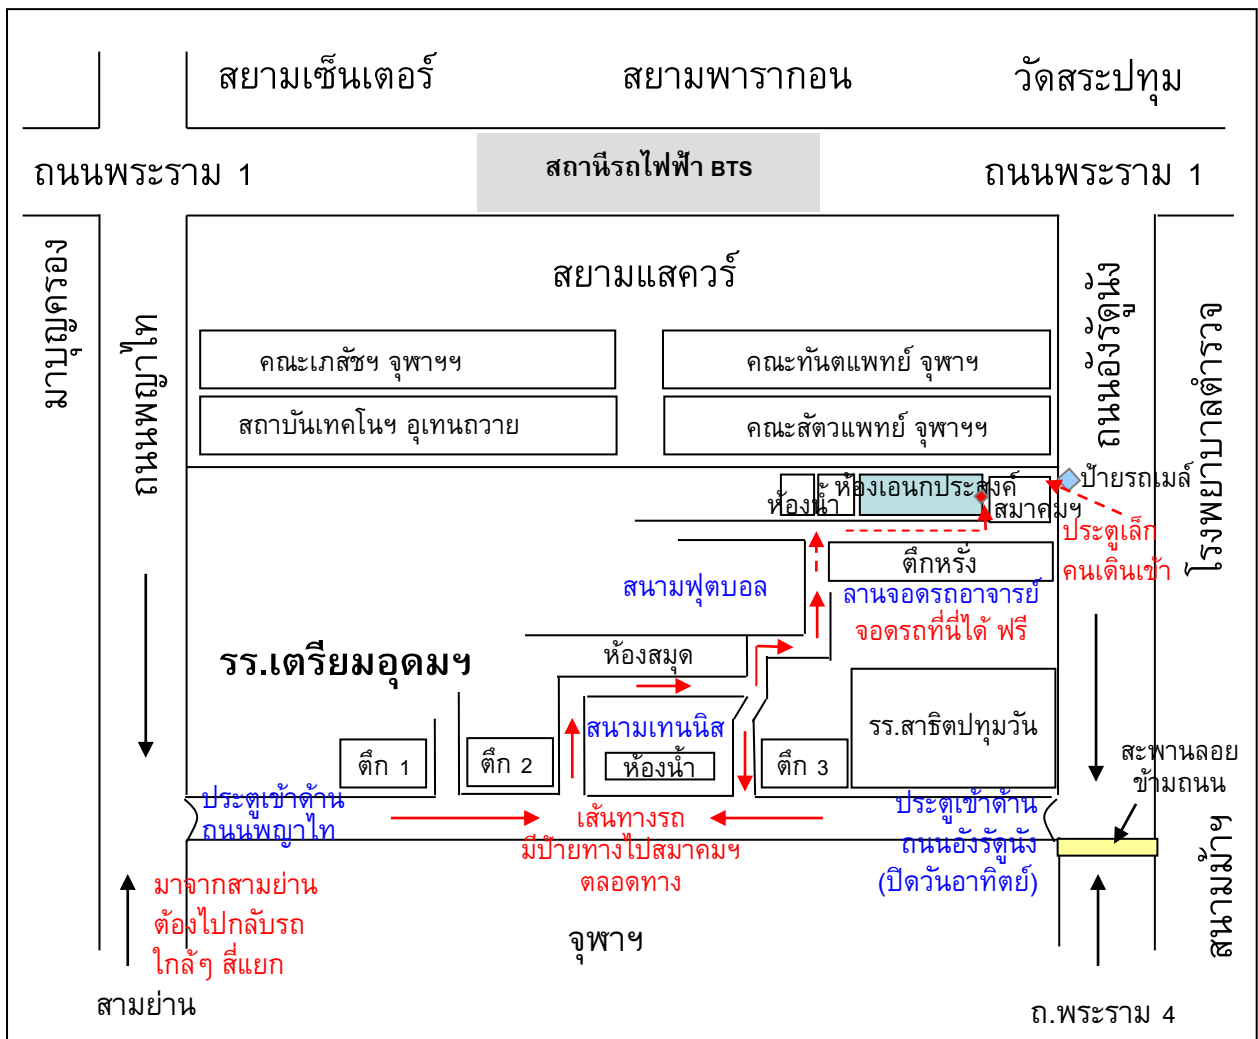 สยามเซ็นเตอร์
สยามพารากอน
วัดสระปทุม
ถนนพระราม 1
สถานีรถไฟฟ้า BTS
ถนนพระราม 1
มาบุญครอง
ถนนพญาไท
สยามแสควร์
ถนนอังรีดูนัง
โรงพยาบาลตำรวจ
คณะเภสัชฯ จุฬาฯฯ
คณะทันตแพทย์ จุฬาฯ
สถาบันเทคโนฯ อุเทนถวาย
คณะสัตวแพทย์ จุฬาฯฯ
ห้องน้ำ
ห้องเอนกประสงค์
สมาคมฯ
ป้ายรถเมล์
ประตูเล็ก
คนเดินเข้า
ตึกหรั่ง
สนามฟุตบอล
ลานจอดรถอาจารย์
จอดรถที่นี่ได้ ฟรี
รร.เตรียมอุดมฯ
ห้องสมุด
สนามเทนนิส
รร.สาธิตปทุมวัน
ตึก 1
ตึก 2
ห้องน้ำ
ตึก 3
สะพานลอย
ข้ามถนน
ประตูเข้าด้าน
ถนนพญาไท
เส้นทางรถ
มีป้ายทางไปสมาคมฯ
ตลอดทาง
ประตูเข้าด้าน
ถนนอังรีดูนัง
(ปิดวันอาทิตย์)
มาจากสามย่าน
ต้องไปกลับรถ
ใกล้ๆ สี่แยก
จุฬาฯ
สนามม้าฯ
สามย่าน
ถ.พระราม 4